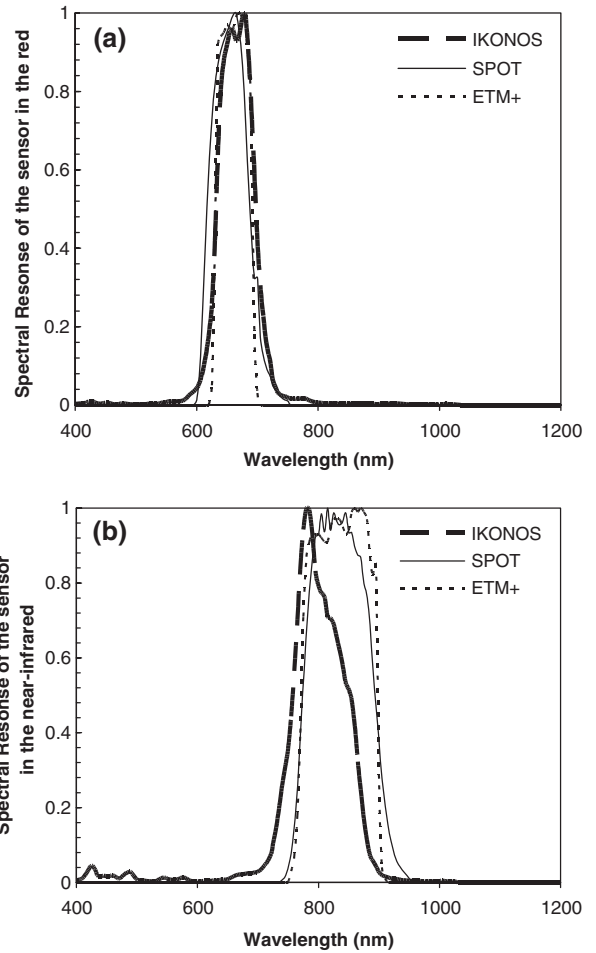 (a)
IKONOS
SPOT
ETM+
Spectral Resonse of the sensor in the red
1
0.8
0.6
0.4
0.2
0
400
600
800
1000
1200
Wavelength (nm)
(b)
IKONOS
SPOT
ETM+
Spectral Resonse of the sensor
in the near-infrared
1
0.8
0.6
0.4
0.2
0
400
600
800
1000
1200
Wavelength (nm)